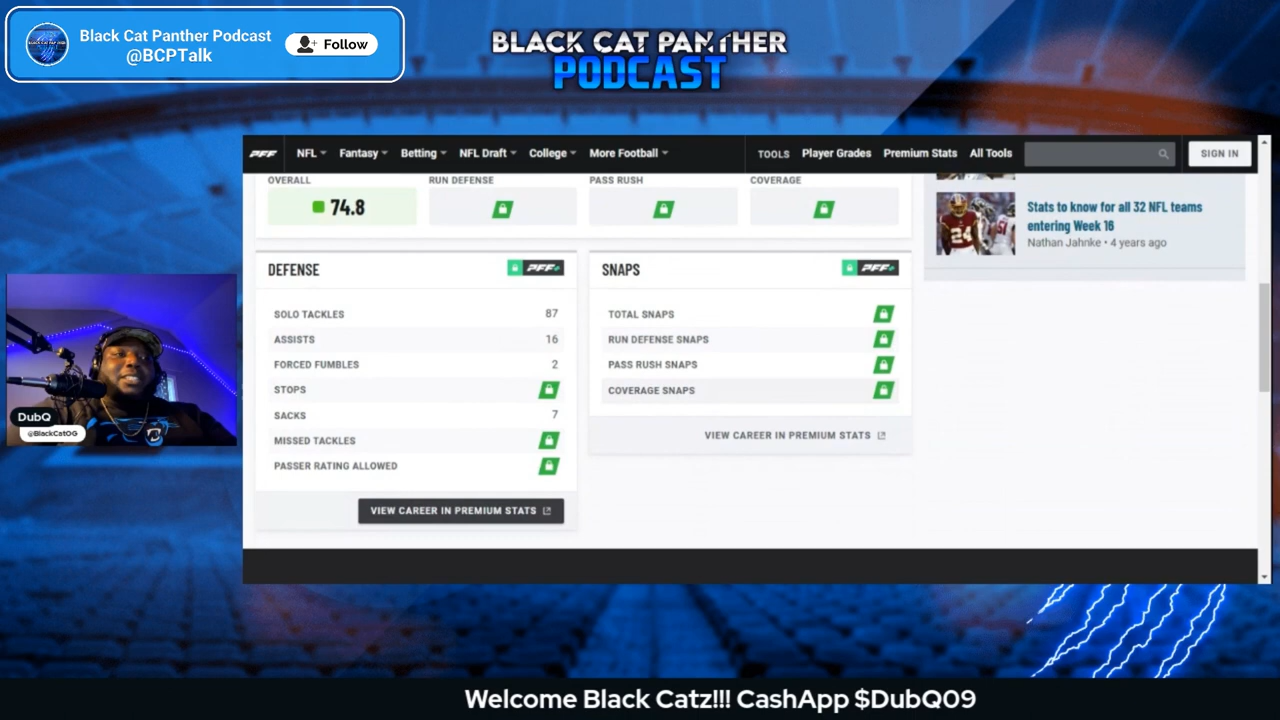 Black Cat Panther Podcast
@BCPTalk
Follow
BLACK CAT PANTHER
PODCAST
PFF
NFL
Fantasy
Betting
NFL Draft
College
More Football
TOOLS
Player Grades
Premium Stats
All Tools
SIGN IN
OVERALL
74.8
RUN DEFENSE
PASS RUSH
COVERAGE
Stats to know for all 32 NFL teams
entering Week 16
Nathan Jahnke • 4 years ago
DEFENSE
PFF+
SOLO TACKLES 87
ASSISTS 16
FORCED FUMBLES 2
STOPS
SACKS 7
MISSED TACKLES
PASSER RATING ALLOWED
VIEW CAREER IN PREMIUM STATS
SNAPS
PFF+
TOTAL SNAPS
RUN DEFENSE SNAPS
PASS RUSH SNAPS
COVERAGE SNAPS
VIEW CAREER IN PREMIUM STATS
DubQ
@BlackCatOG
Welcome Black Catz!!! CashApp $DubQ09